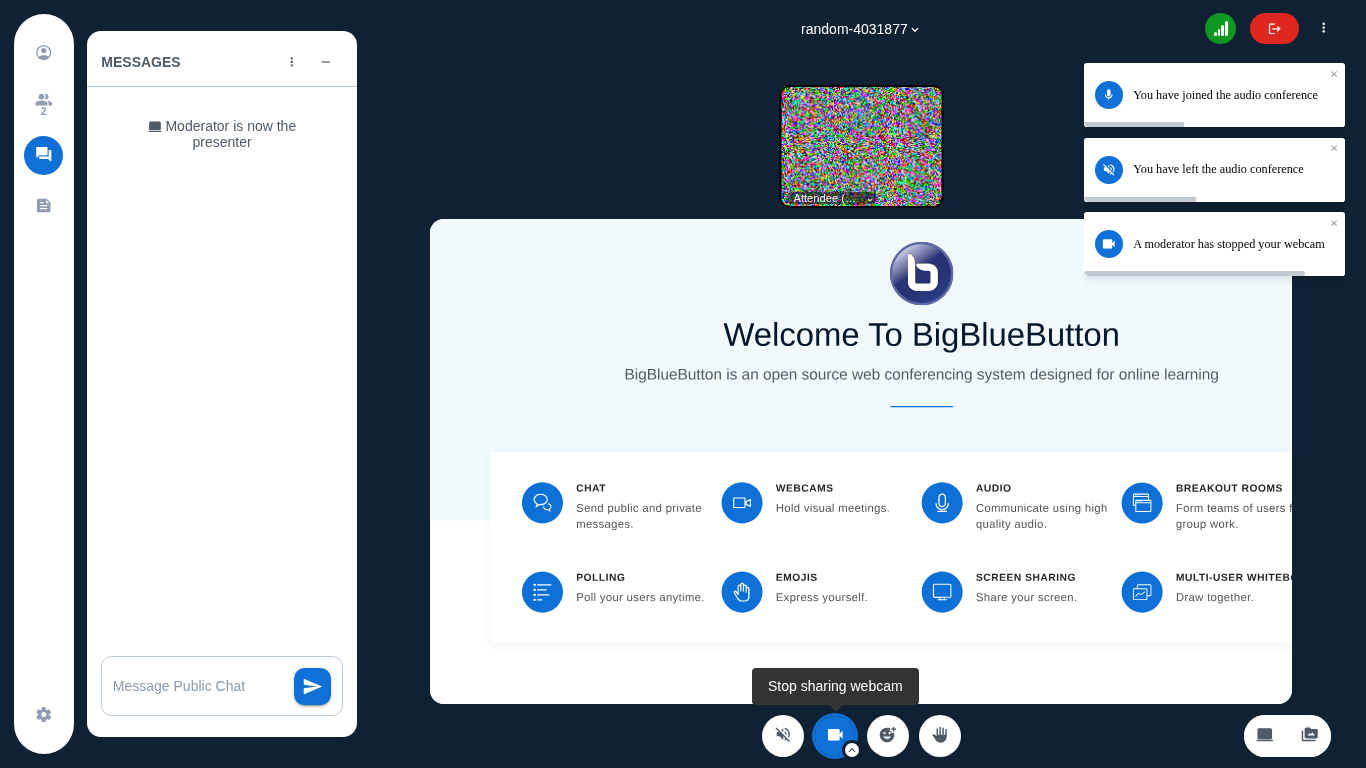 random-4031877
2
MESSAGES
Moderator is now the
presenter
Message Public Chat
Attendee (...
You have joined the audio conference
You have left the audio conference
A moderator has stopped your webcam
Welcome To BigBlueButton
BigBlueButton is an open source web conferencing system designed for online learning
CHAT
Send public and private
messages.
WEBCAMS
Hold visual meetings.
AUDIO
Communicate using high
quality audio.
BREAKOUT ROOMS
Form teams of users f
group work.
POLLING
Poll your users anytime.
EMOJIS
Express yourself.
SCREEN SHARING
Share your screen.
MULTI-USER WHITEB
Draw together.
Stop sharing webcam